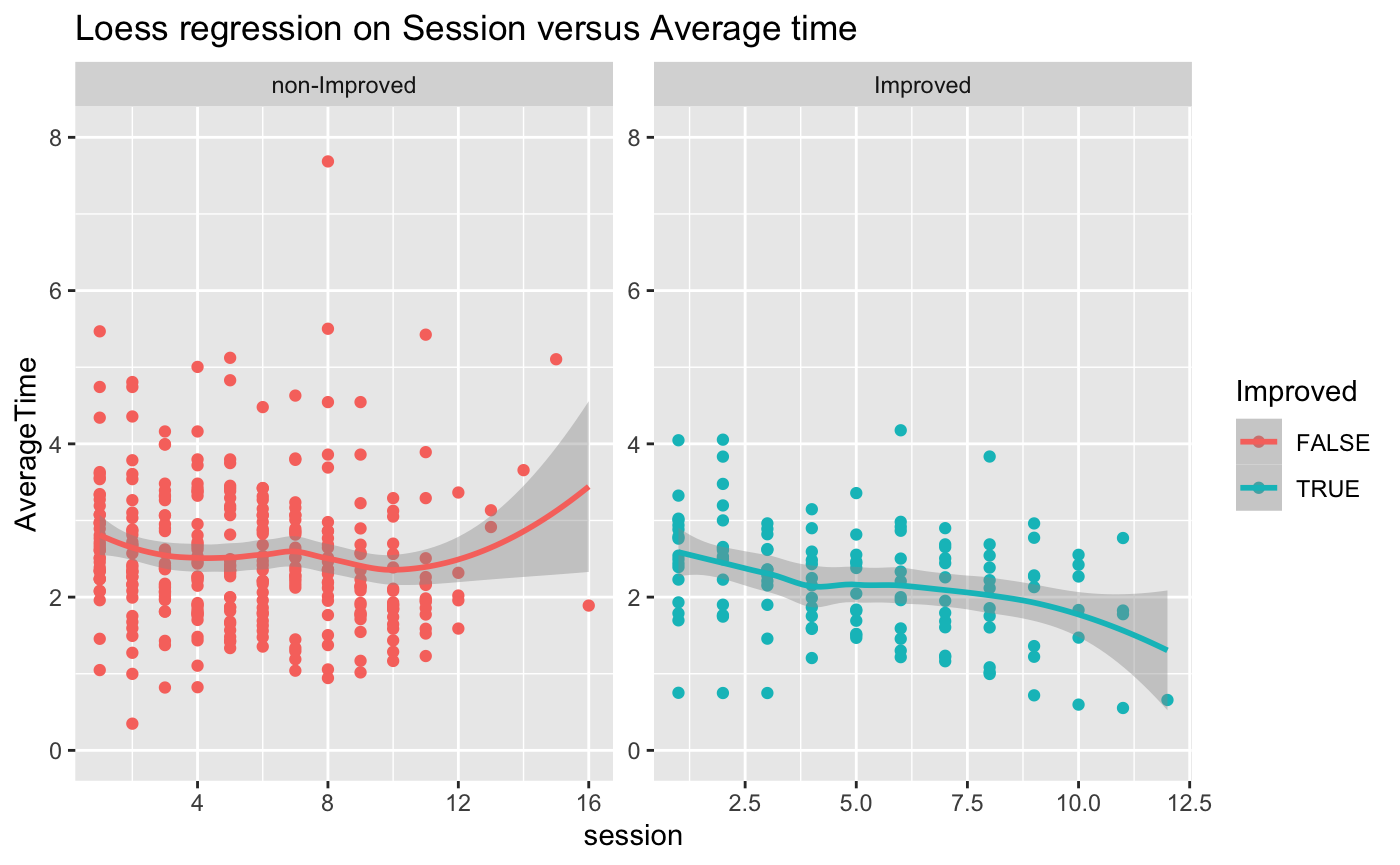 Loess regression on Session versus Average time
non-Improved
Improved
8
6
4
2
0
8
6
4
2
0
4 8 12 16
2.5 5.0 7.5 10.0 12.5
session
AverageTime
Improved
FALSE
TRUE